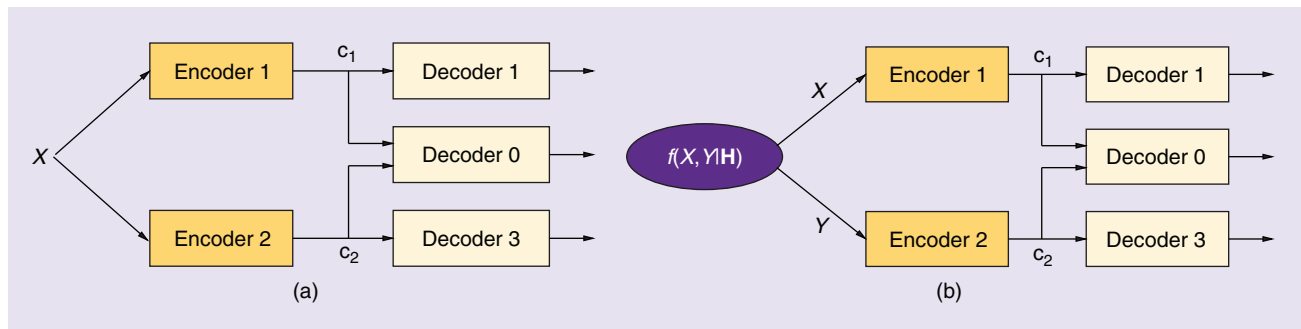 c₁
Encoder 1
Decoder 1
X
Decoder 0
Encoder 2
Decoder 3
c₂
(a)
c₁
Encoder 1
Decoder 1
X
f(X, Y|H)
Decoder 0
Y
Encoder 2
Decoder 3
c₂
(b)